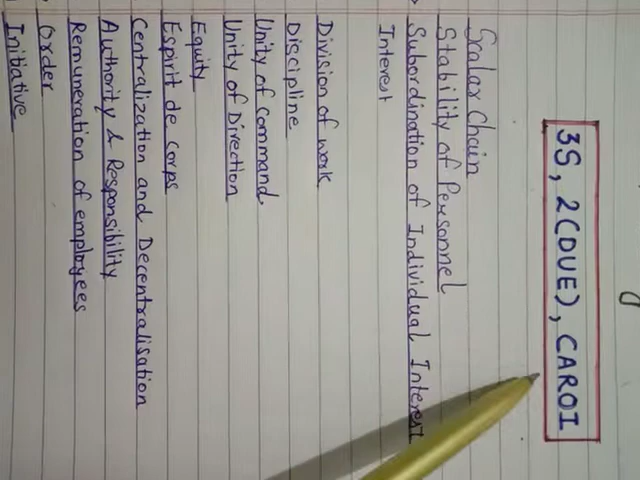 3S, 2(DUE), CAROI
Scalar Chain
Stability of Personnel
Subordination of Individual Interest
Interest
Division of work
Discipline
Unity of Command
Unity of Direction
Equity
Espirit de corps
Centralization and Decentralisation
Authority & Responsibility
Remuneration of employees
Order
Initiative